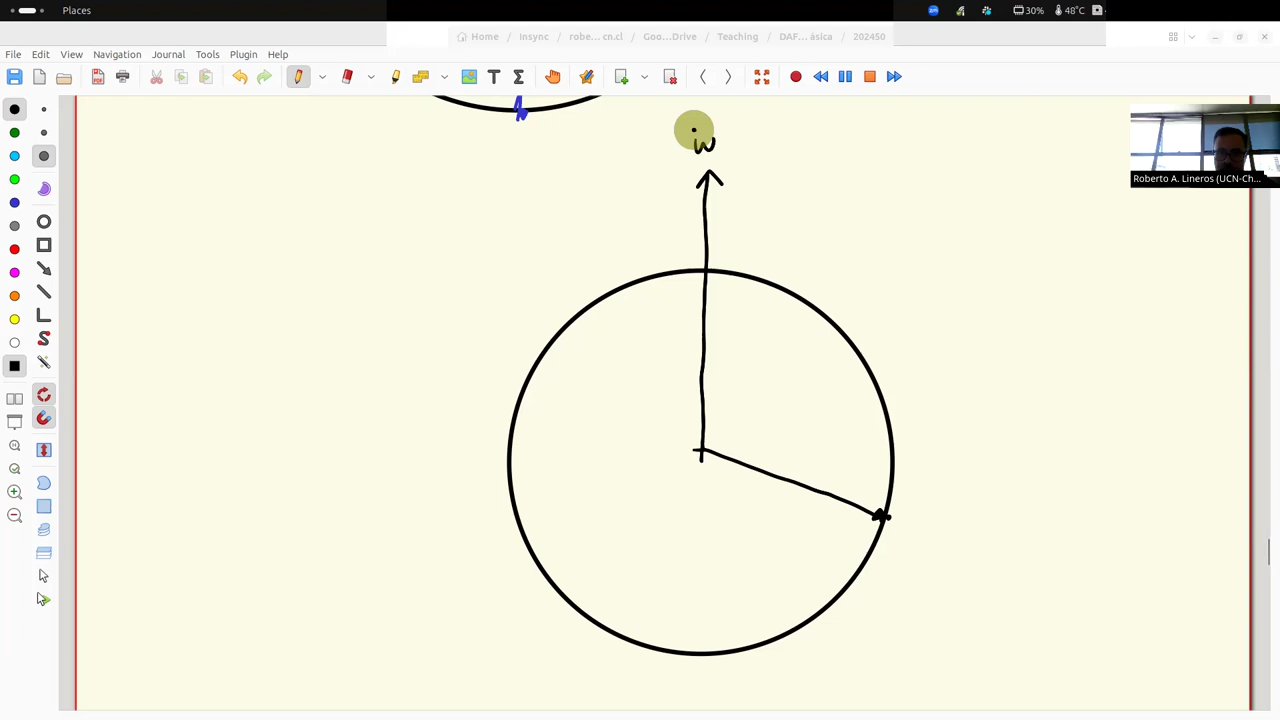 Places
30%
48°C
Home
Insync
robe... cn.cl
Goo...Drive
Teaching
DAF... ásica
202450
File Edit View Navigation Journal Tools Plugin Help
w
Roberto A. Lineros (UCN-Ch...